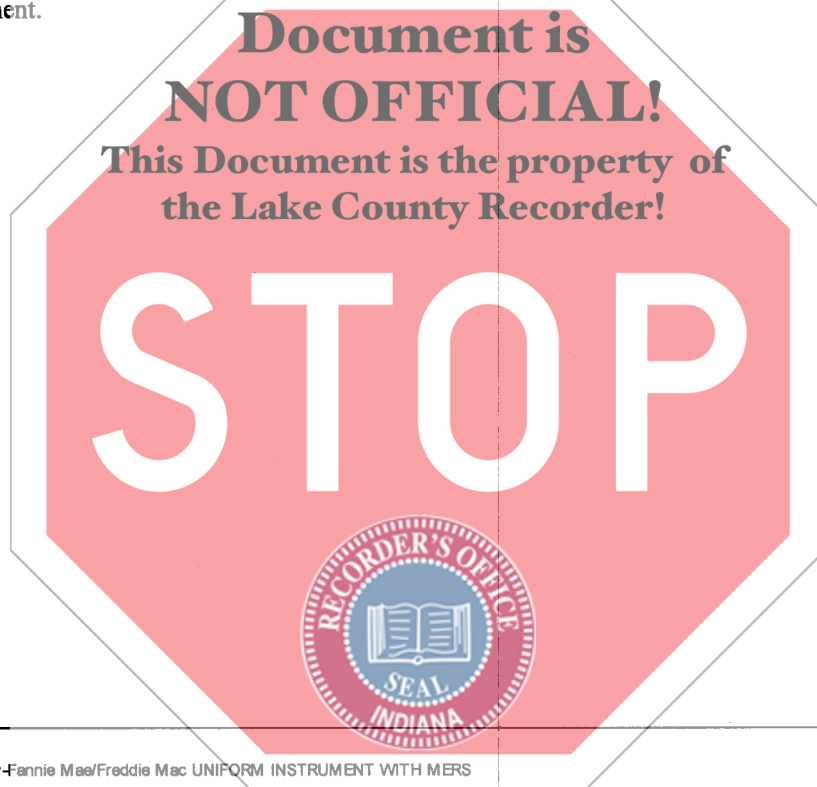 ent.
Document is
NOT OFFICIAL!
This Document is the property of
the Lake County Recorder!
STOP
RECORDER'S OFFICE
SEAL
INDIANA
-Fannie Mae/Freddie Mac UNIFORM INSTRUMENT WITH MERS